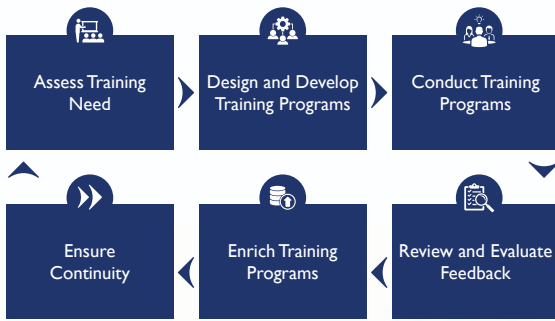 Assess Training
Need
Design and Develop
Training Programs
Conduct Training
Programs
Review and Evaluate
Feedback
Enrich Training
Programs
Ensure
Continuity